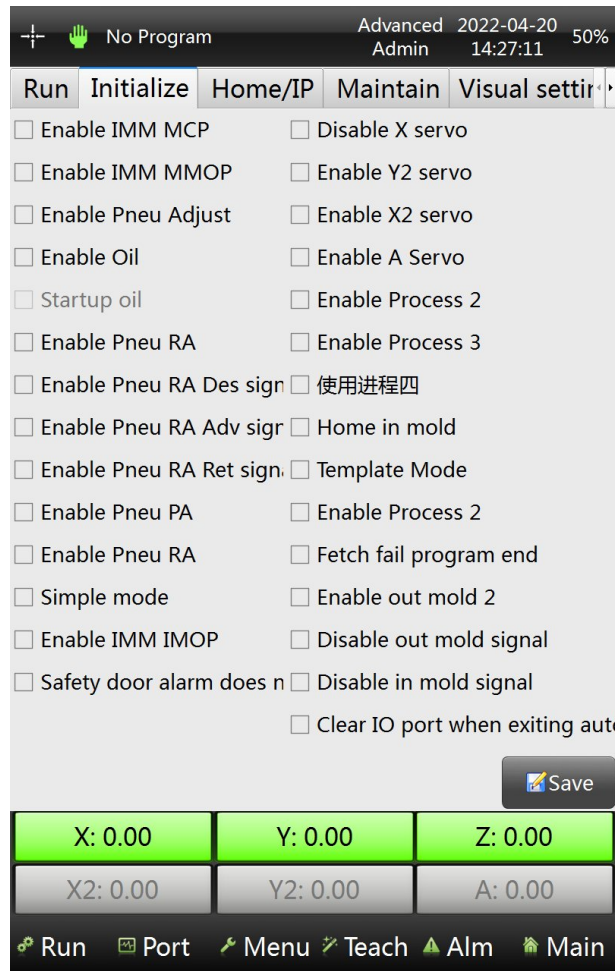 No Program
Advanced Admin
2022-04-20 14:27:11
50%
Run Initialize Home/IP Maintain Visual settin
Enable IMM MCP
Disable X servo
Enable IMM MMOP
Enable Y2 servo
Enable Pneu Adjust
Enable X2 servo
Enable Oil
Enable A Servo
Startup oil
Enable Process 2
Enable Pneu RA
Enable Process 3
Enable Pneu RA Des sign
使用进程四
Enable Pneu RA Adv sign
Home in mold
Enable Pneu RA Ret signa
Template Mode
Enable Pneu PA
Enable Process 2
Enable Pneu RA
Fetch fail program end
Simple mode
Enable out mold 2
Enable IMM IMOP
Disable out mold signal
Safety door alarm does n
Disable in mold signal
Clear IO port when exiting auto
Save
X: 0.00 Y: 0.00 Z: 0.00
X2: 0.00 Y2: 0.00 A: 0.00
Run Port Menu Teach Alm Main